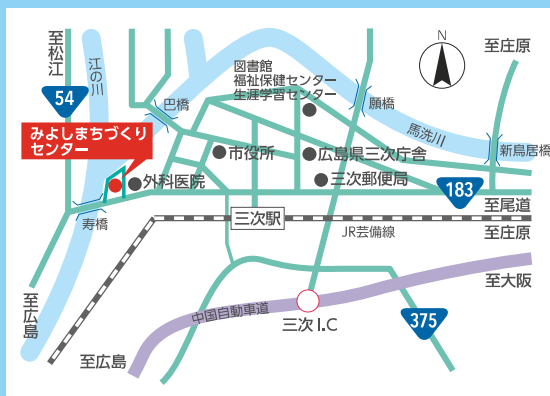 至松江
江の川
54
巴橋
図書館
福祉保健センター
生涯学習センター
願橋
N
至庄原
馬洗川
新鳥居橋
みよしまちづくり
センター
外科医院
市役所
広島県三次庁舎
三次郵便局
183
寿橋
三次駅
JR芸備線
至尾道
至庄原
至大阪
至広島
中国自動車道
三次I.C
375
至広島